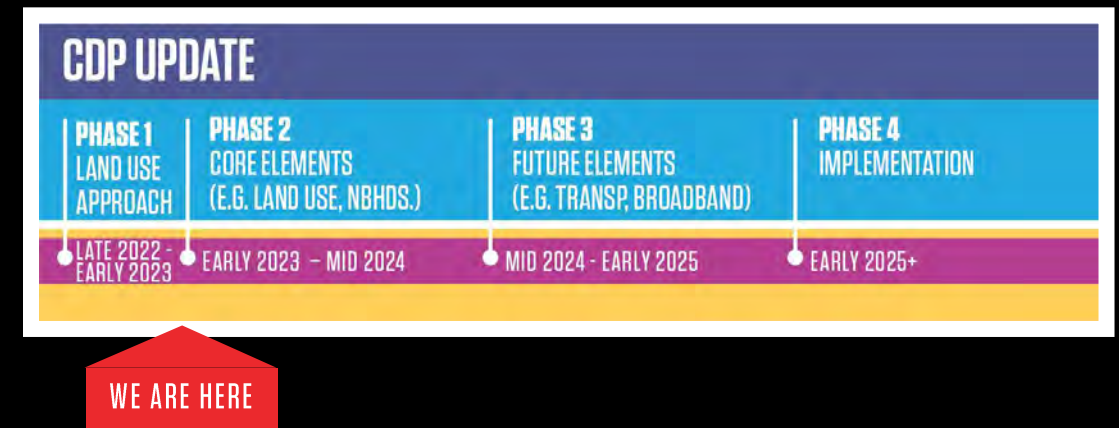 CDP UPDATE
PHASE 1
LAND USE
APPROACH
PHASE 2
CORE ELEMENTS
(E.G. LAND USE, NBHDS.)
PHASE 3
FUTURE ELEMENTS
(E.G. TRANSP, BROADBAND)
PHASE 4
IMPLEMENTATION
LATE 2022 -
EARLY 2023
EARLY 2023 – MID 2024
MID 2024 - EARLY 2025
EARLY 2025+
WE ARE HERE